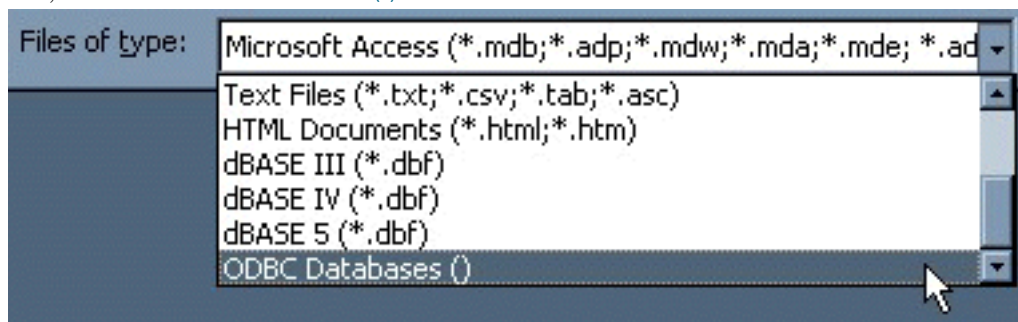 Files of type:
Microsoft Access (*.mdb;*.adp;*.mdw;*.mda;*.mde; *.ad
Text Files (*.txt;*.csv;*.tab;*.asc)
HTML Documents (*.html;*.htm)
dBASE III (*.dbf)
dBASE IV (*.dbf)
dBASE 5 (*.dbf)
ODBC Databases ()